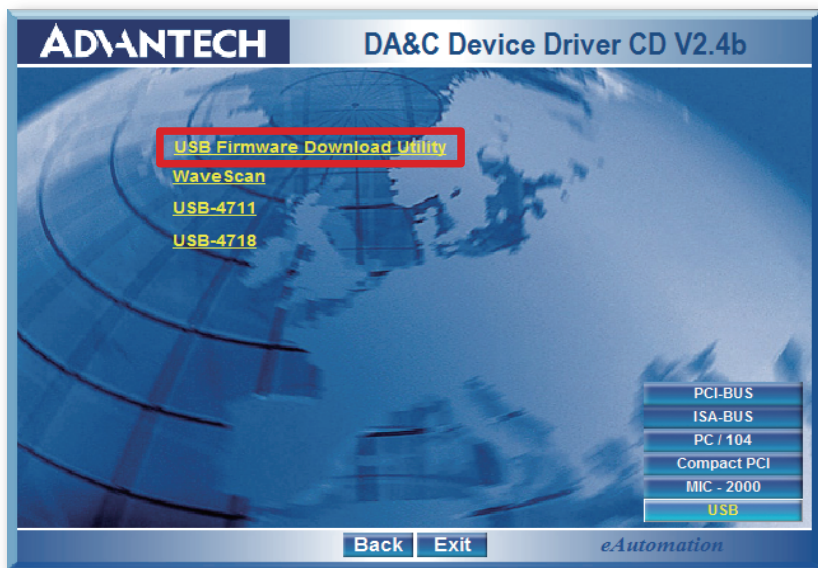 ADVANTECH
DA&C Device Driver CD V2.4b
USB Firmware Download Utility
WaveScan
USB-4711
USB-4718
PCI-BUS
ISA-BUS
PC / 104
Compact PCI
MIC - 2000
USB
Back
Exit
eAutomation